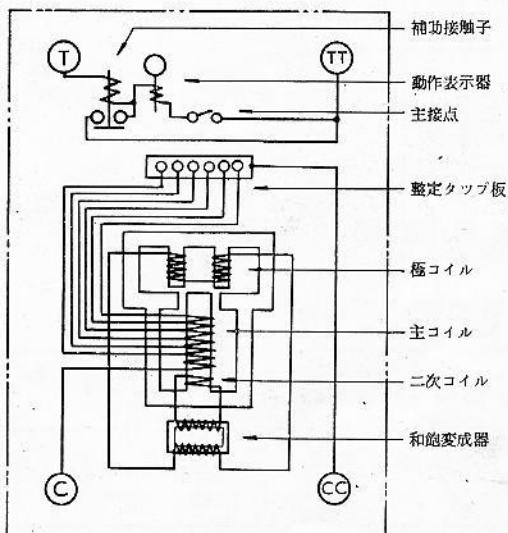 補助接触子
T
TT
動作表示器
主接点
整定タップ板
極コイル
主コイル
二次コイル
和飽変成器
C
CC